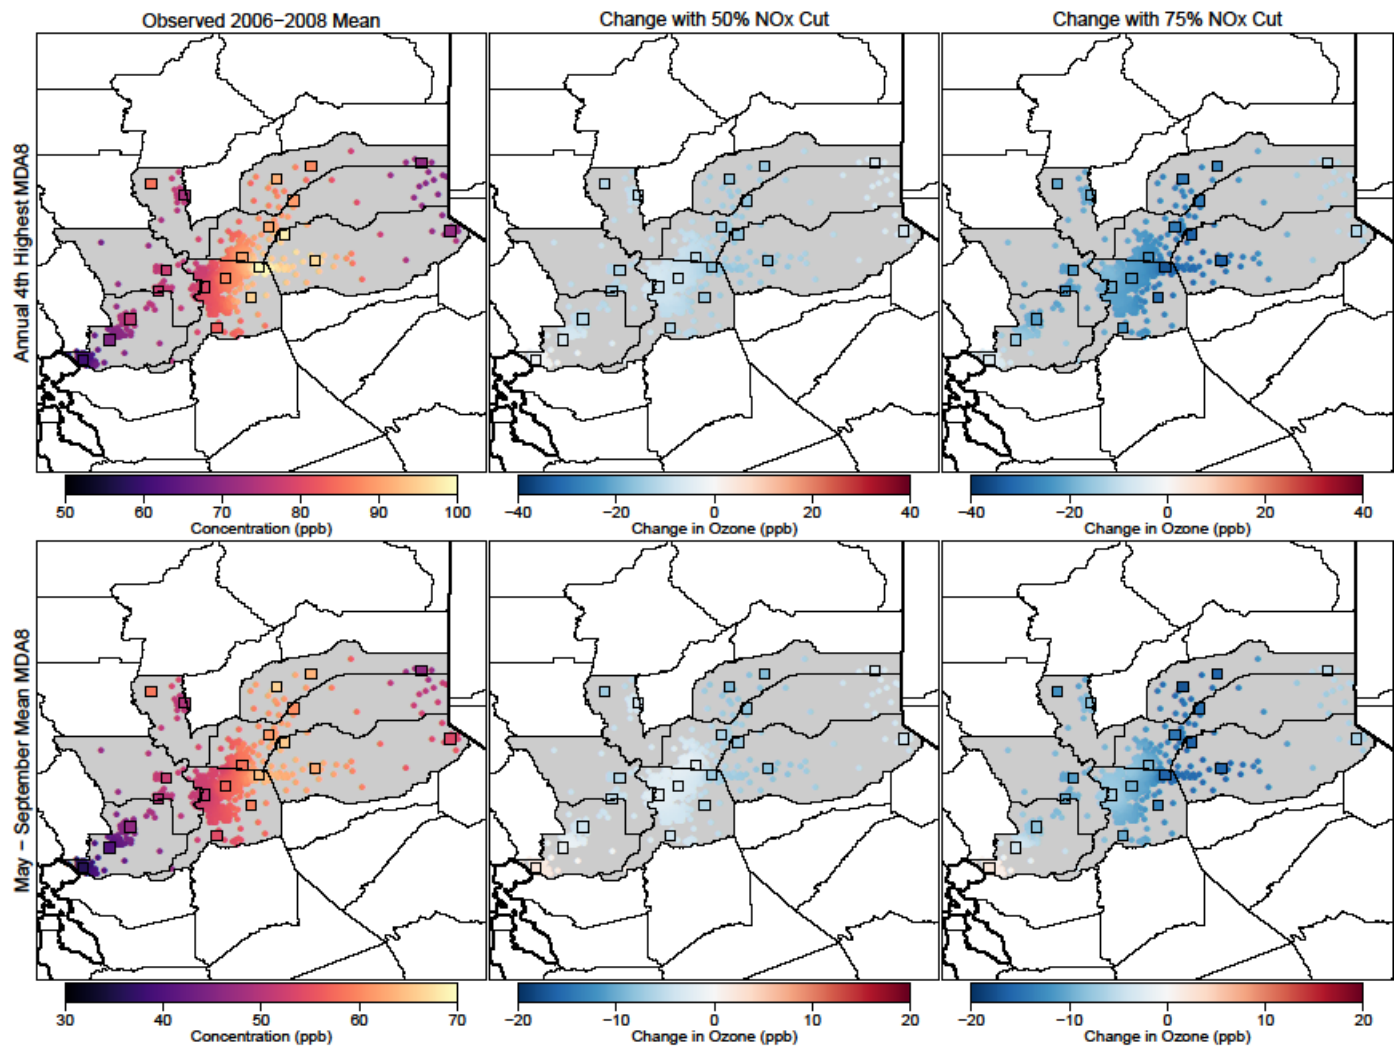 Observed 2006−2008 Mean
Change with 50% NOx Cut
Change with 75% NOx Cut
Annual 4th Highest MDA8
50 60 70 80 90 100
Concentration (ppb)
−40 −20 0 20 40
Change in Ozone (ppb)
−40 −20 0 20 40
Change in Ozone (ppb)
May − September Mean MDA8
30 40 50 60 70
Concentration (ppb)
−20 −10 0 10 20
Change in Ozone (ppb)
−20 −10 0 10 20
Change in Ozone (ppb)